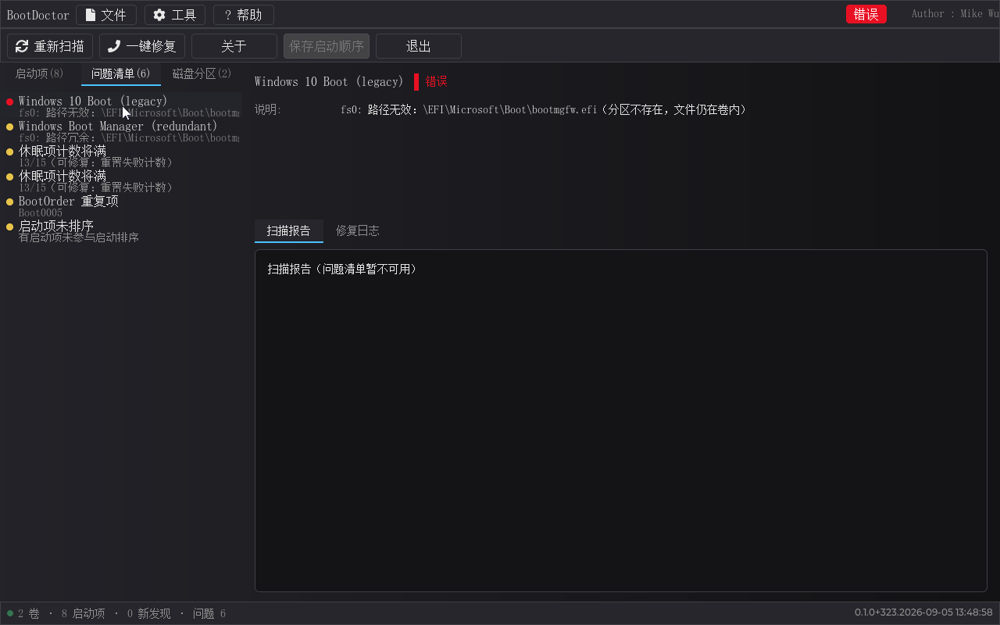 BootDoctor 文件 工具 ? 帮助 错误 Author : Mike Wu
重新扫描 一键修复 关于 保存启动顺序 退出
启动项(8) 问题清单(6) 磁盘分区(2)
Windows 10 Boot (legacy) 错误
说明: fs0: 路径无效: \EFI\Microsoft\Boot\bootmgfw.efi（分区不存在，文件仍在卷内）
Windows 10 Boot (legacy)
fs0: 路径无效: \EFI\Microsoft\Boot\bootm
Windows Boot Manager (redundant)
fs0: 路径冗余: \EFI\Microsoft\Boot\bootm
休眠项计数将满
13/15（可修复: 重置失败计数）
休眠项计数将满
13/15（可修复: 重置失败计数）
BootOrder 重复项
Boot0005
启动项未排序
有启动项未参与启动排序
扫描报告 修复日志
扫描报告（问题清单暂不可用）
2 卷 · 8 启动项 · 0 新发现 · 问题 6
0.1.0+323.2026-09-05 13:48:58